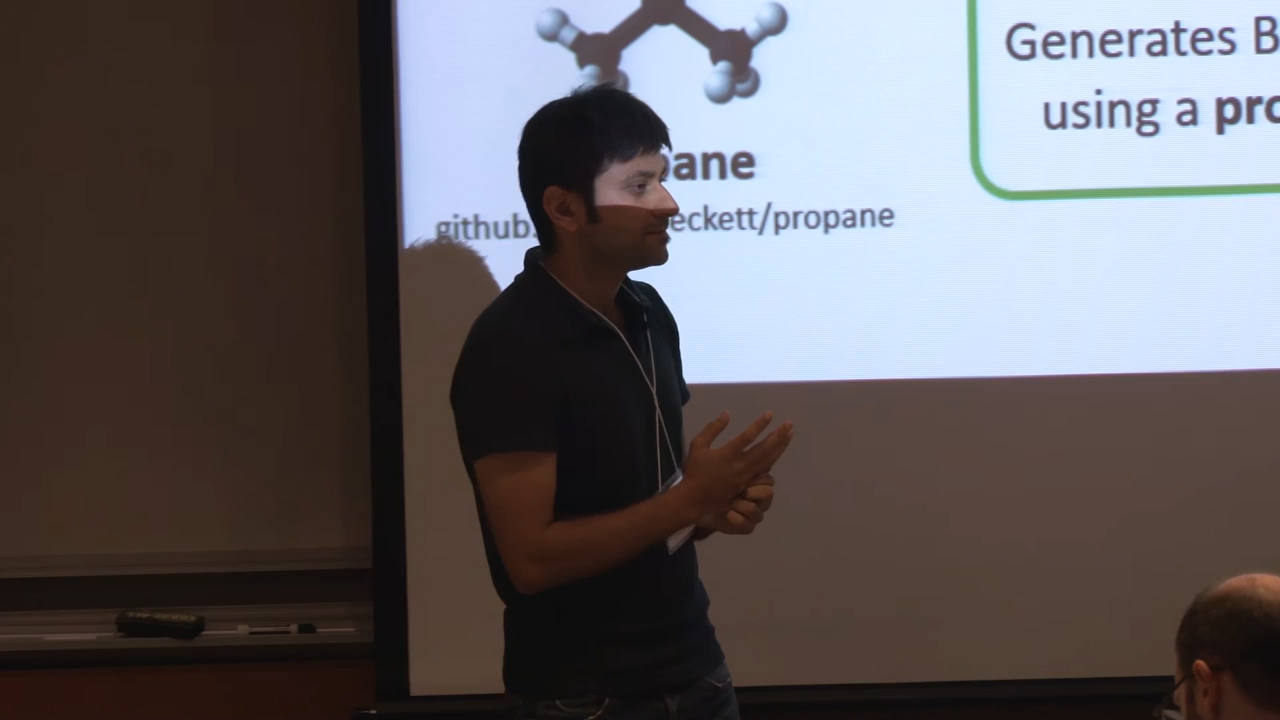 pane
github. eckett/propane
Generates B
using a pro